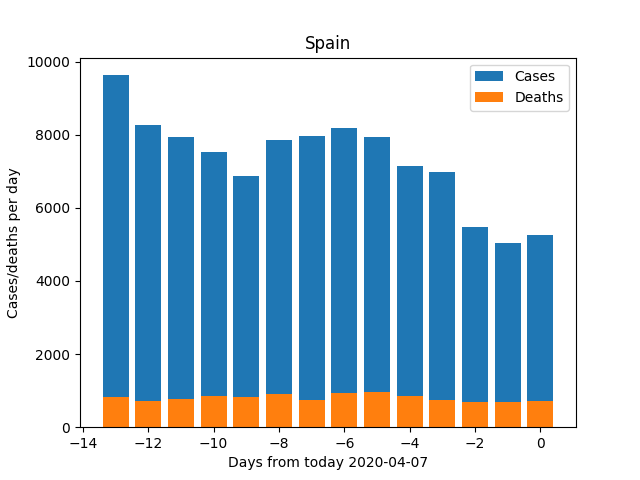 Spain
Cases
Deaths
Cases/deaths per day
10000
8000
6000
4000
2000
0
−14 −12 −10 −8 −6 −4 −2 0
Days from today 2020-04-07